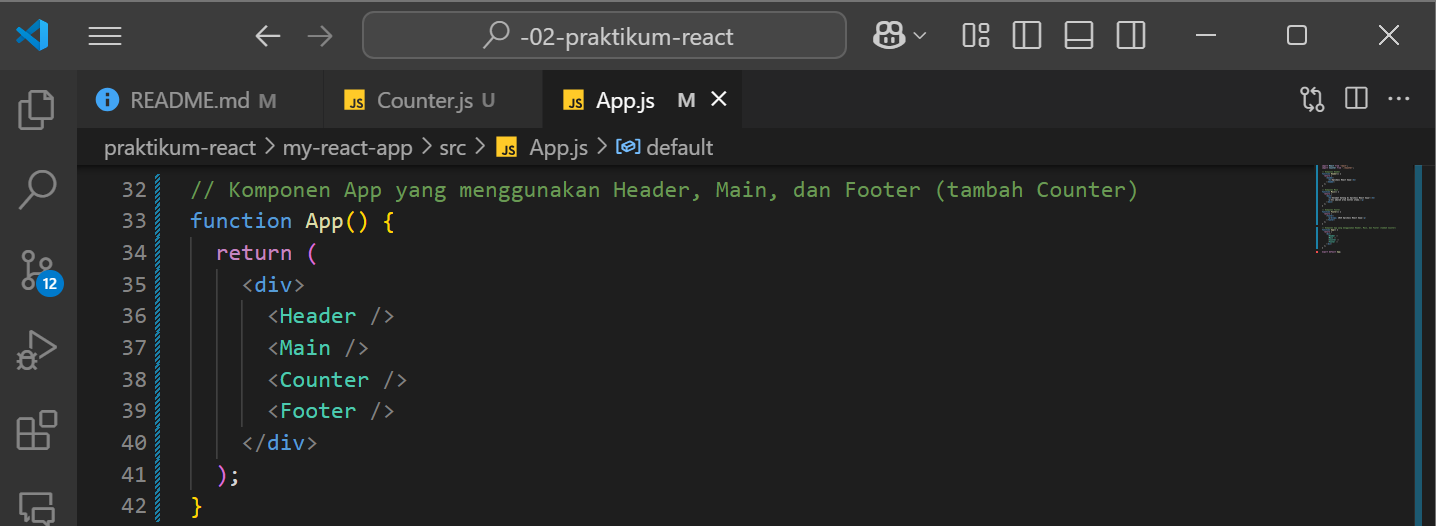 -02-praktikum-react
README.md M
JS Counter.js U
JS App.js M
praktikum-react > my-react-app > src > JS App.js > default
32 // Komponen App yang menggunakan Header, Main, dan Footer (tambah Counter)
33 function App() {
34 return (
35 <div>
36 <Header />
37 <Main />
38 <Counter />
39 <Footer />
40 </div>
41 );
42 }
12